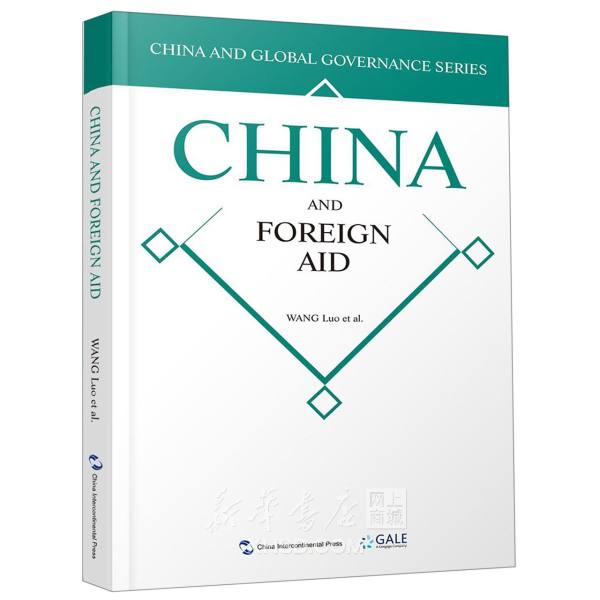 CHINA AND GLOBAL GOVERNANCE SERIES
CHINA
AND
FOREIGN
AID
WANG Luo et al.
China Intercontinental Press
GALE
A Cengage Company
CHINA AND FOREIGN AID
WANG Luo et al.
China Intercontinental Press
新华书店
网上
商城